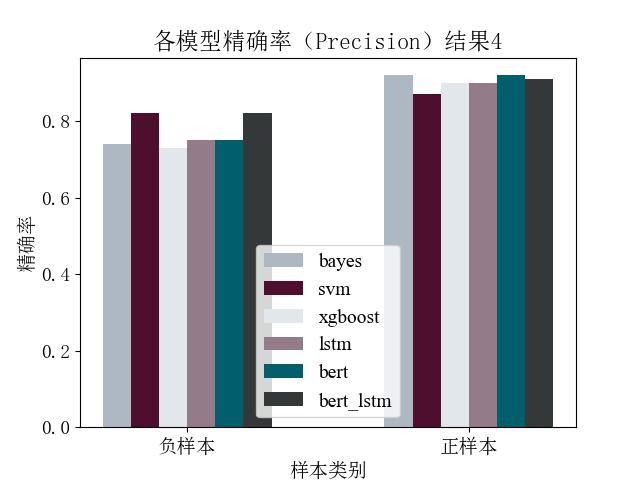 各模型精确率（Precision）结果4
精确率
0.8
0.6
0.4
0.2
0.0
bayes
svm
xgboost
lstm
bert
bert_lstm
负样本 正样本
样本类别